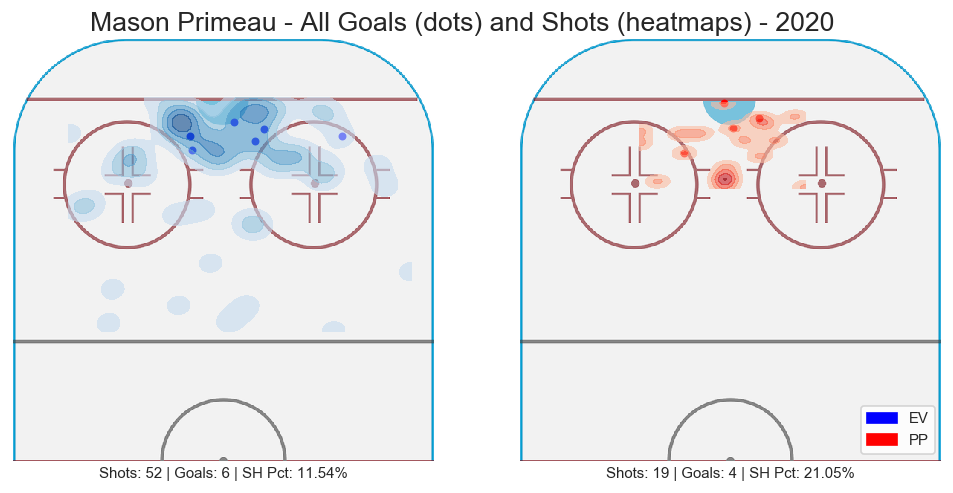 Mason Primeau - All Goals (dots) and Shots (heatmaps) - 2020
EV
PP
Shots: 52 | Goals: 6 | SH Pct: 11.54%
Shots: 19 | Goals: 4 | SH Pct: 21.05%